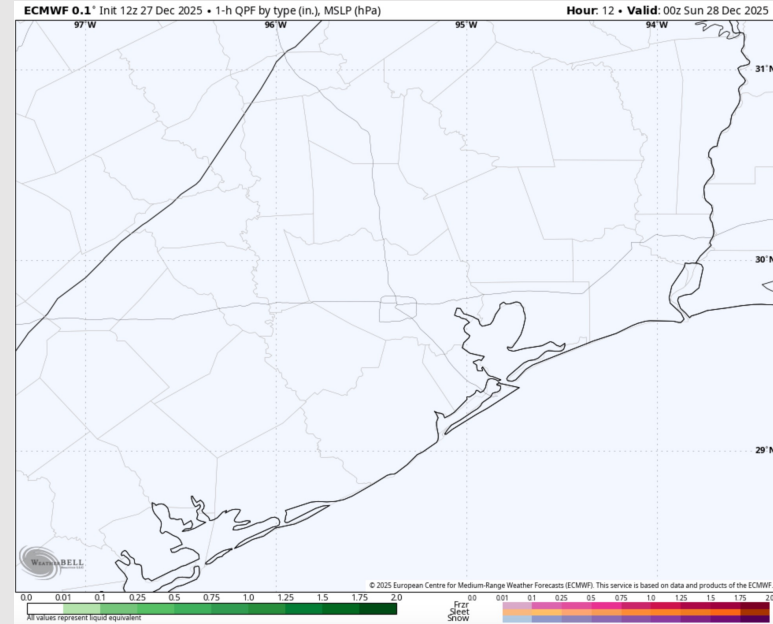 ECMWF 0.1° Init 12z 27 Dec 2025 • 1-h QPF by type (in.), MSLP (hPa)
Hour: 12 • Valid: 00z Sun 28 Dec 2025
97°W 96°W 95°W 94°W
31°N
30°N
29°N
WeatherBELL
© 2025 European Centre for Medium-Range Weather Forecasts (ECMWF). This service is based on data and products of the ECMWF.
0.0 0.01 0.1 0.25 0.5 0.75 1.0 1.25 1.5 1.75 2.0
All values represent liquid equivalent
0.0 0.01 0.1 0.25 0.5 0.75 1.0 1.25 1.5 1.75 2.0
Frzr
Sleet
Snow